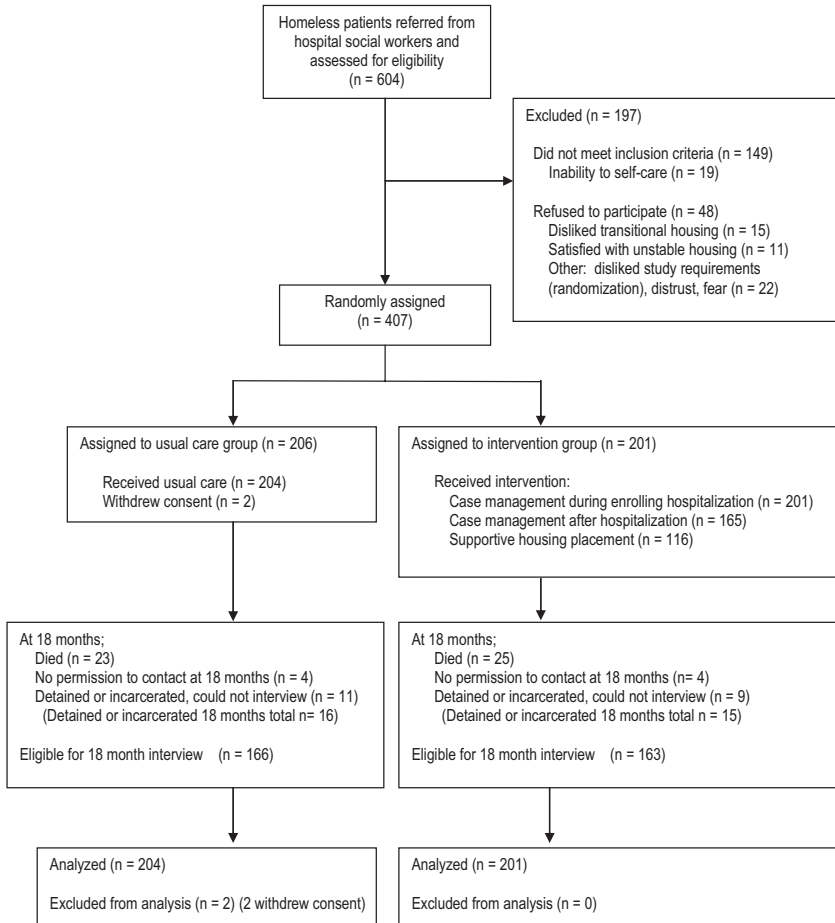 Homeless patients referred from
hospital social workers and
assessed for eligibility
(n = 604)
Excluded (n = 197)
Did not meet inclusion criteria (n = 149)
Inability to self-care (n = 19)
Refused to participate (n = 48)
Disliked transitional housing (n = 15)
Satisfied with unstable housing (n = 11)
Other: disliked study requirements
(randomization), distrust, fear (n = 22)
Randomly assigned
(n = 407)
Assigned to usual care group (n = 206)
Received usual care (n = 204)
Withdrew consent (n = 2)
Assigned to intervention group (n = 201)
Received intervention:
Case management during enrolling hospitalization (n = 201)
Case management after hospitalization (n = 165)
Supportive housing placement (n = 116)
At 18 months;
Died (n = 23)
No permission to contact at 18 months (n = 4)
Detained or incarcerated, could not interview (n = 11)
(Detained or incarcerated 18 months total n= 16)
Eligible for 18 month interview (n = 166)
At 18 months;
Died (n = 25)
No permission to contact at 18 months (n= 4)
Detained or incarcerated, could not interview (n = 9)
(Detained or incarcerated 18 months total n = 15)
Eligible for 18 month interview (n = 163)
Analyzed (n = 204)
Excluded from analysis (n = 2) (2 withdrew consent)
Analyzed (n = 201)
Excluded from analysis (n = 0)